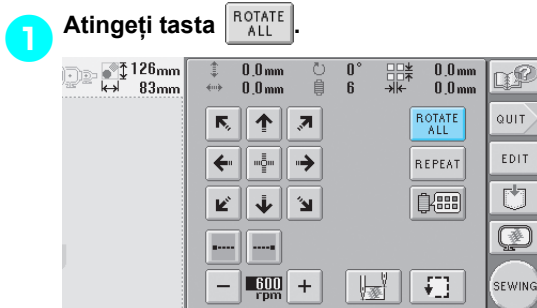 1 Atingeți tasta ROTATE ALL.
126mm 0.0mm 0° 0.0mm
83mm 0.0mm 6 0.0mm
ROTATE ALL QUIT
REPEAT EDIT
− 600 rpm + SEWING